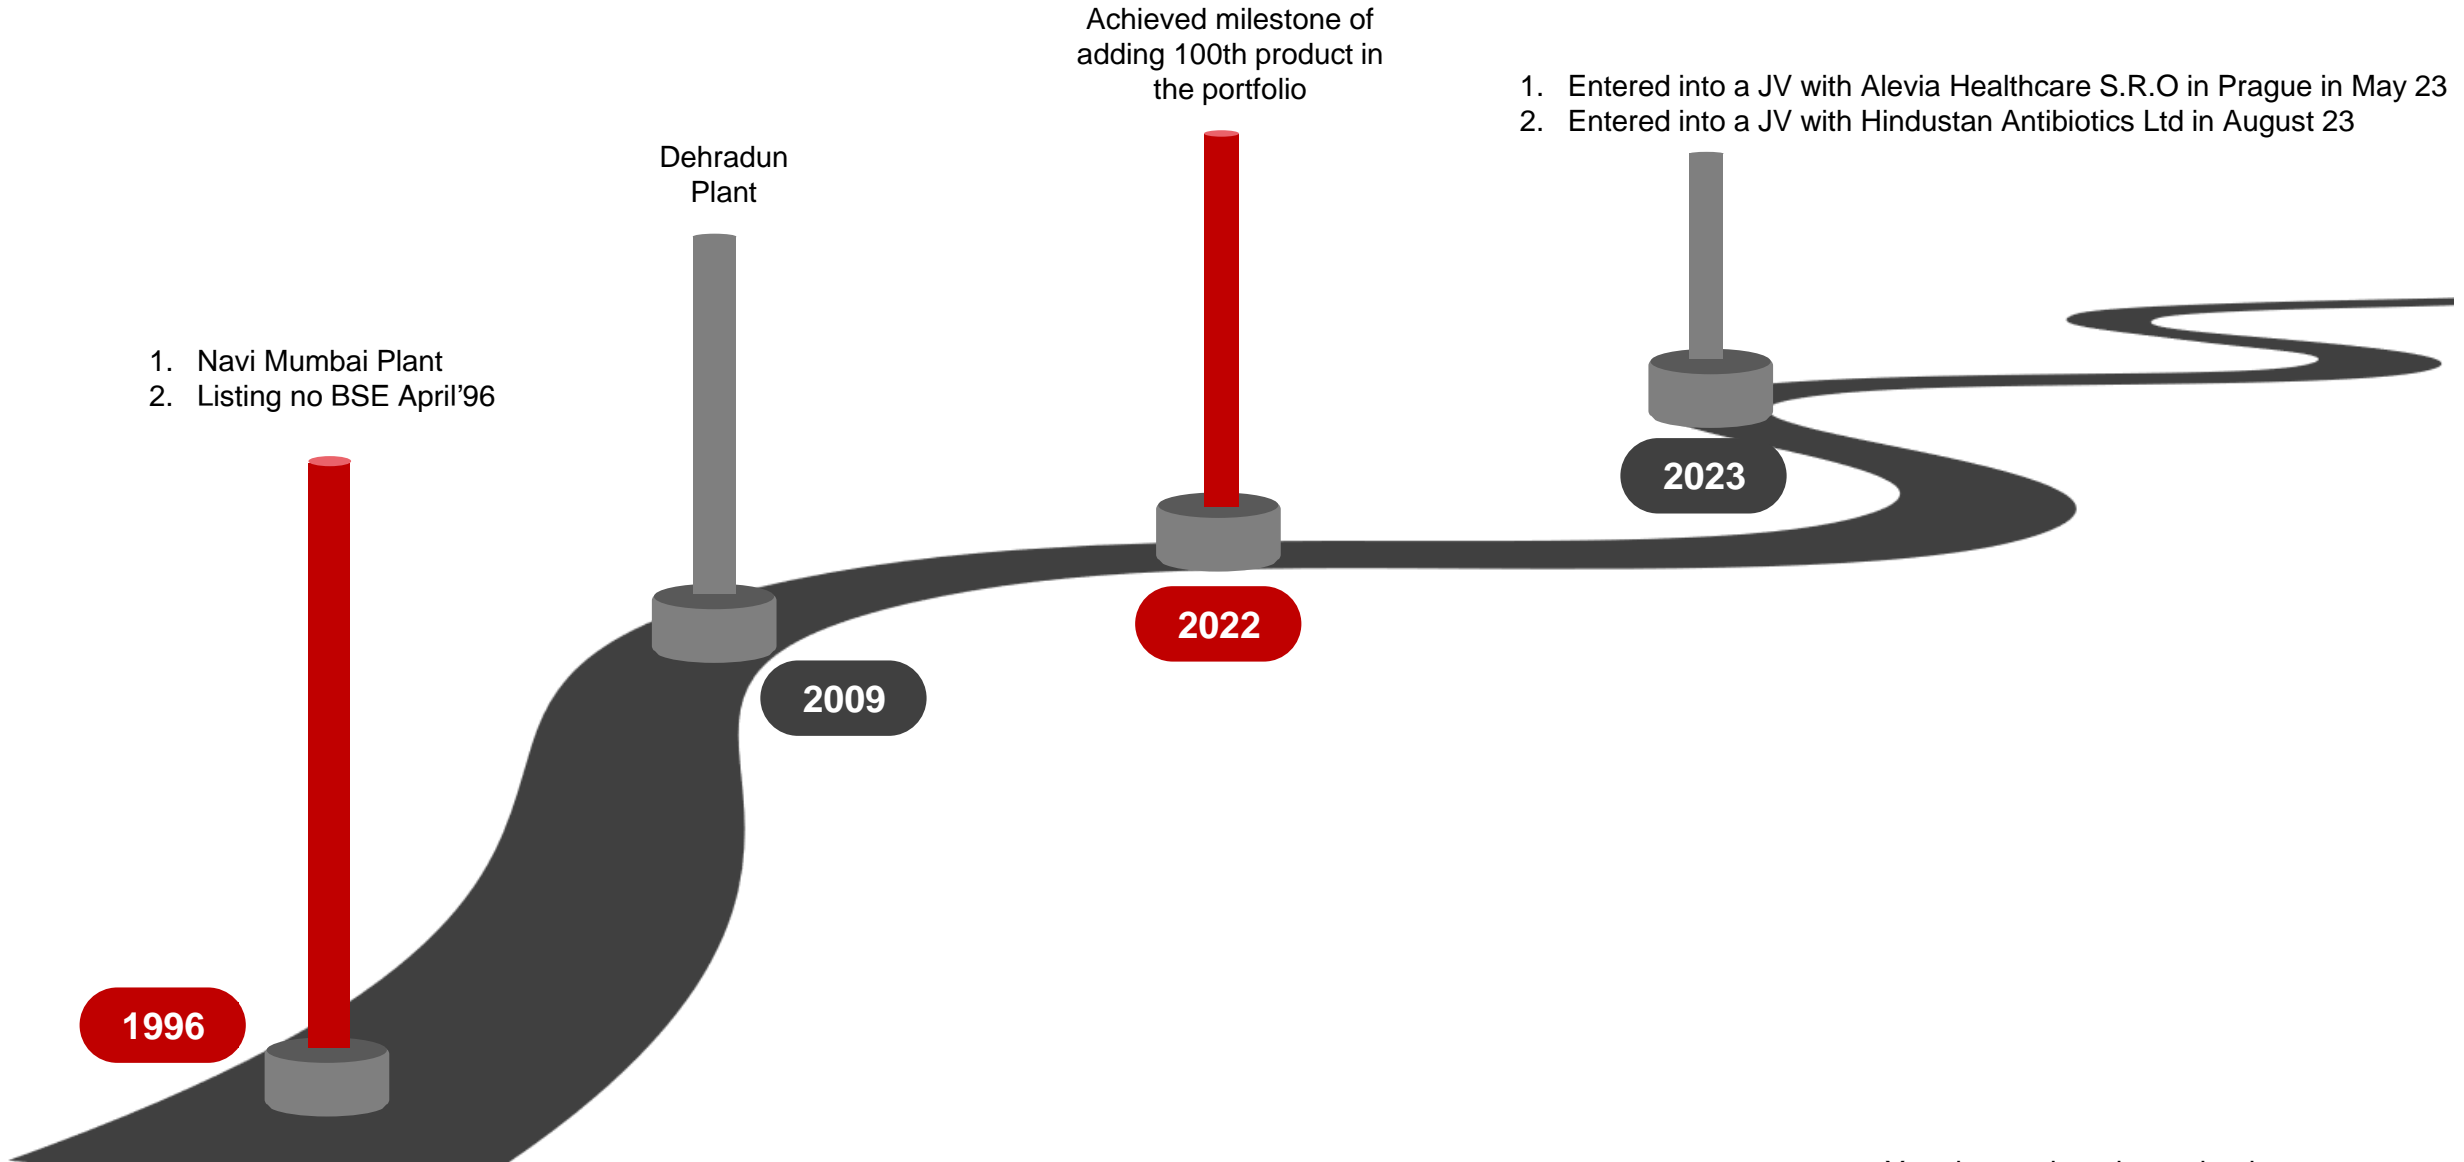 Achieved milestone of
adding 100th product in
the portfolio
1. Entered into a JV with Alevia Healthcare S.R.O in Prague in May 23
2. Entered into a JV with Hindustan Antibiotics Ltd in August 23
Dehradun
Plant
1. Navi Mumbai Plant
2. Listing no BSE April’96
2023
2022
2009
1996